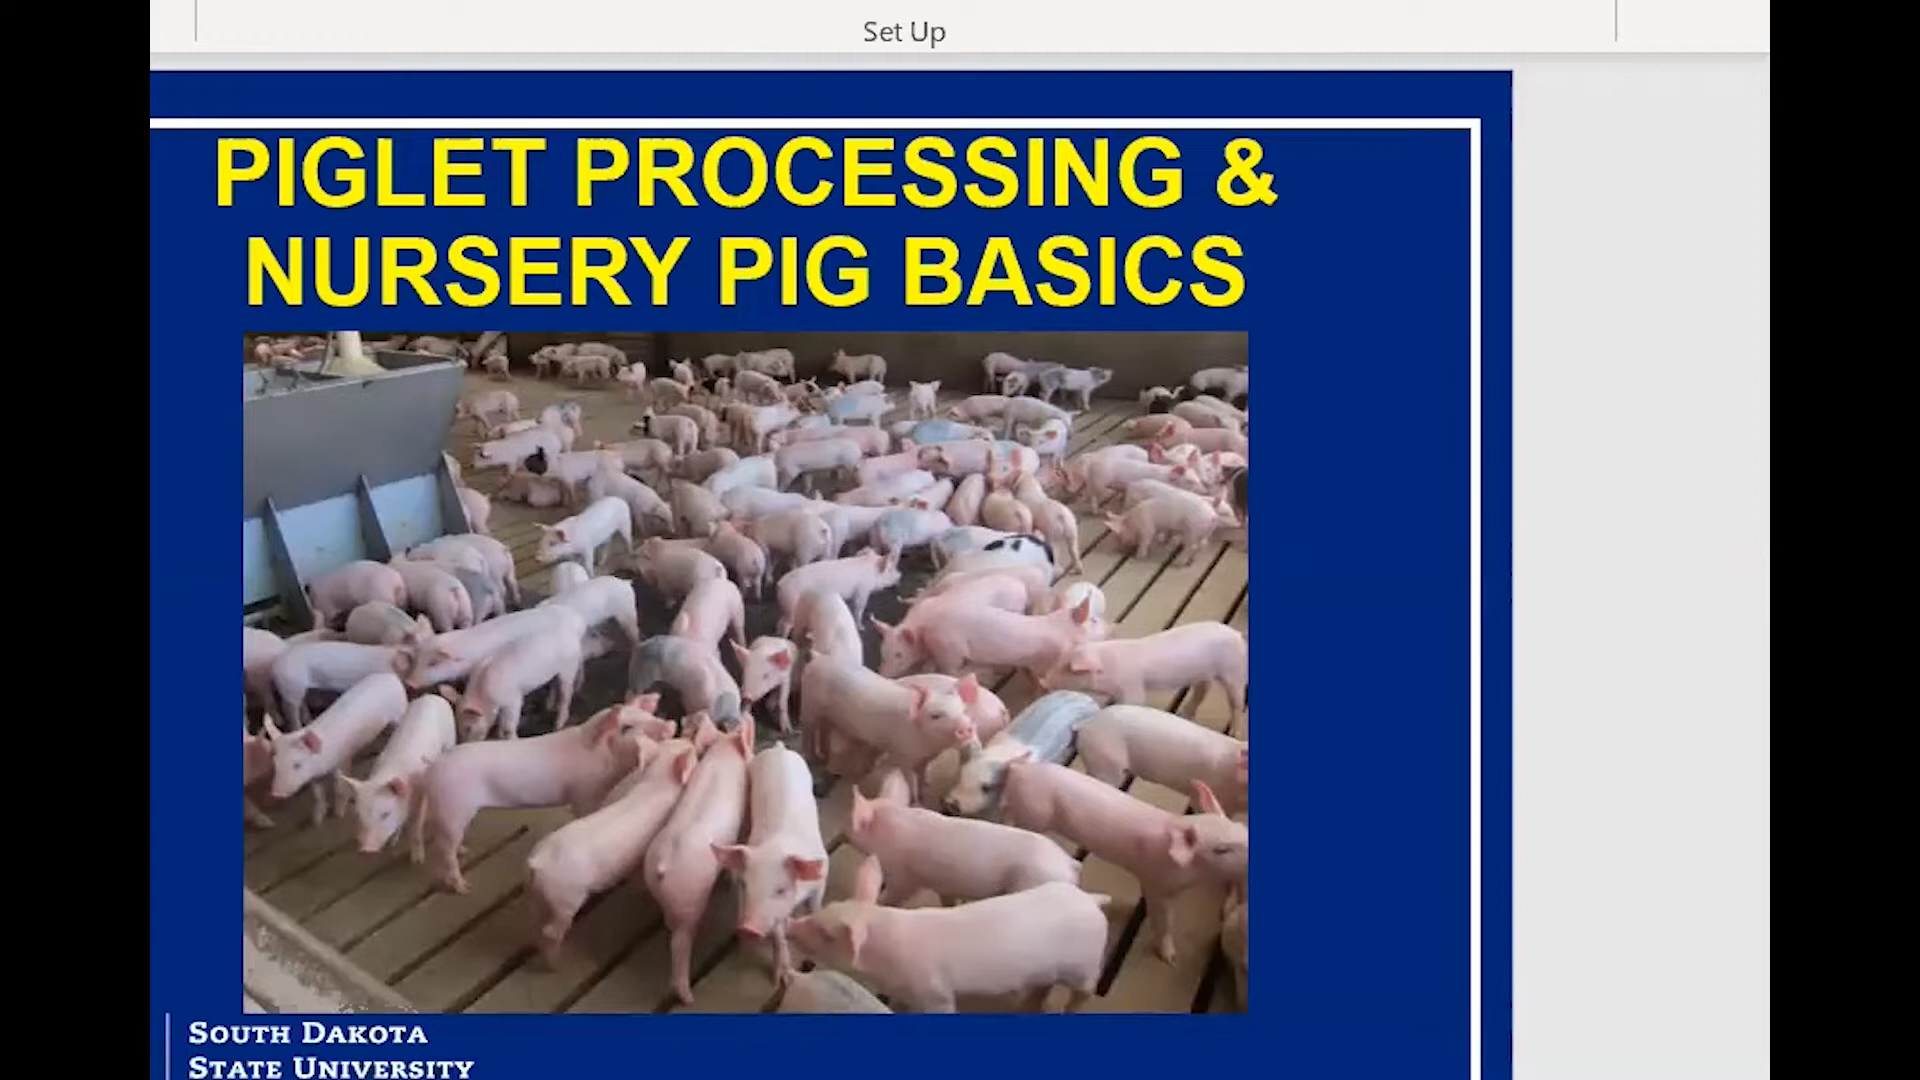 Set Up
PIGLET PROCESSING &
NURSERY PIG BASICS
SOUTH DAKOTA
STATE UNIVERSITY